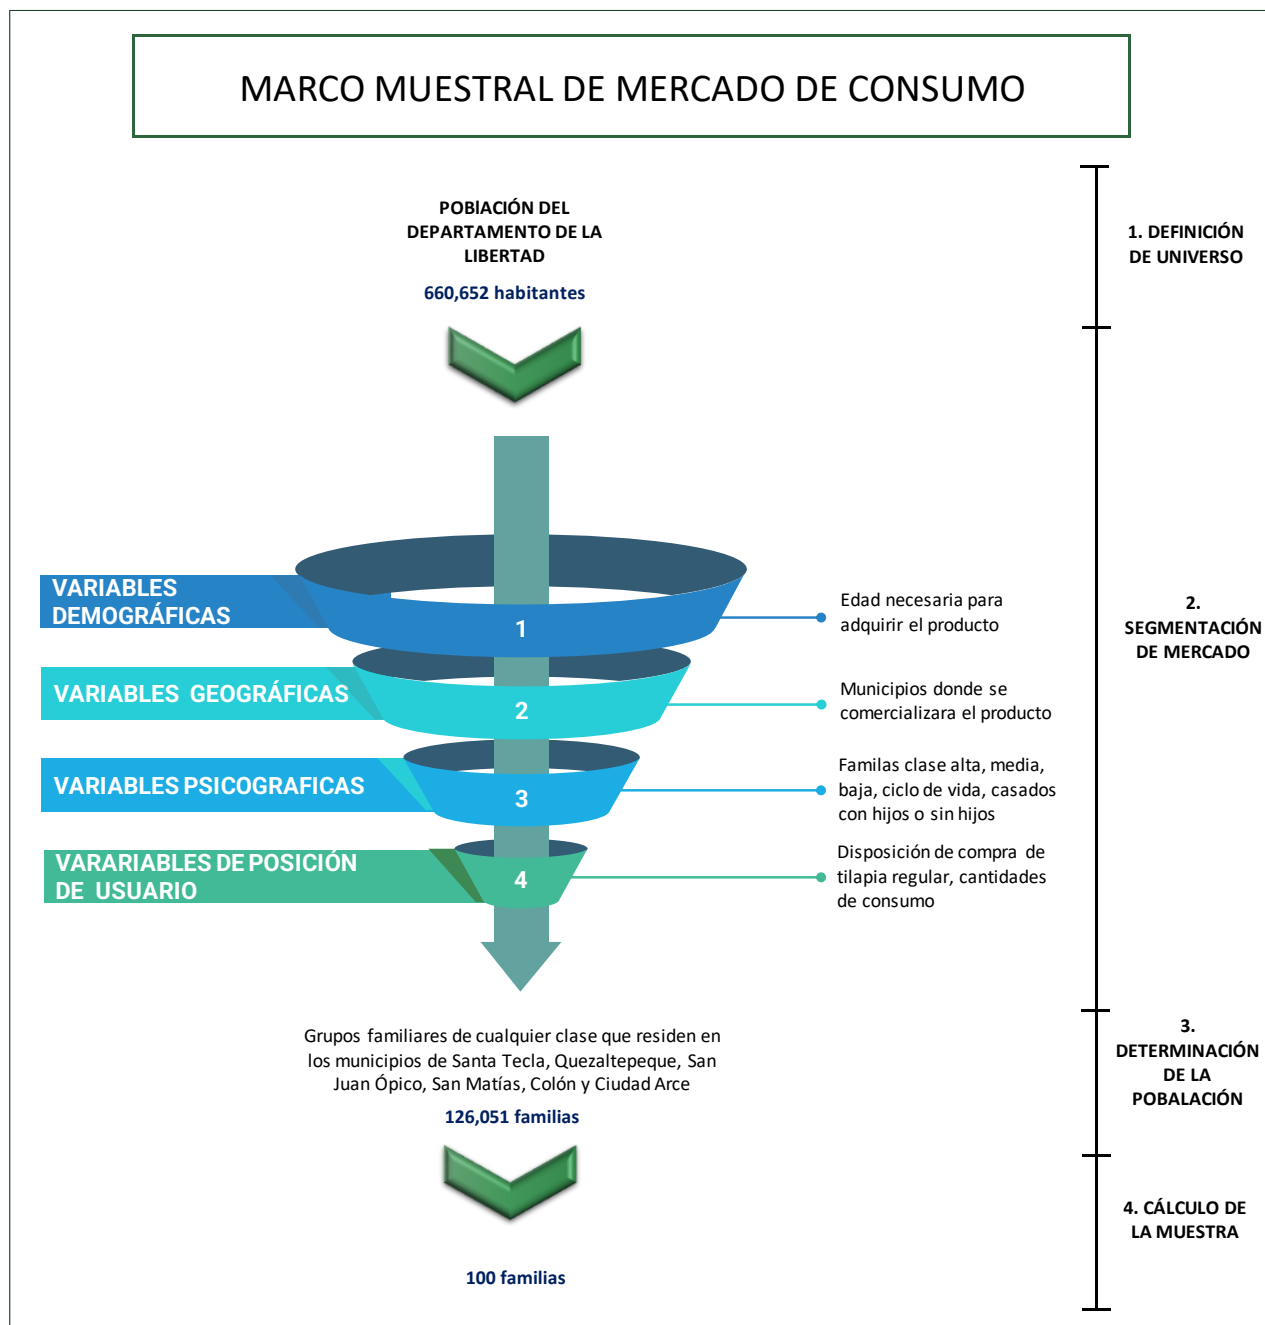 MARCO MUESTRAL DE MERCADO DE CONSUMO
POBlACIÓN DEL
DEPARTAMENTO DE LA
LIBERTAD
660,652 habitantes
1. DEFINICIÓN
DE UNIVERSO
VARIABLES
DEMOGRÁFICAS
1
Edad necesaria para
adquirir el producto
VARIABLES GEOGRÁFICAS
2
Municipios donde se
comercializara el producto
VARIABLES PSICOGRAFICAS
3
Familas clase alta, media,
baja, ciclo de vida, casados
con hijos o sin hijos
VARARIABLES DE POSICIÓN
DE USUARIO
4
Disposición de compra de
tilapia regular, cantidades
de consumo
2.
SEGMENTACIÓN
DE MERCADO
Grupos familiares de cualquier clase que residen en
los municipios de Santa Tecla, Quezaltepeque, San
Juan Ópico, San Matías, Colón y Ciudad Arce
126,051 familias
3.
DETERMINACIÓN
DE LA
POBALACIÓN
100 familias
4. CÁLCULO DE
LA MUESTRA